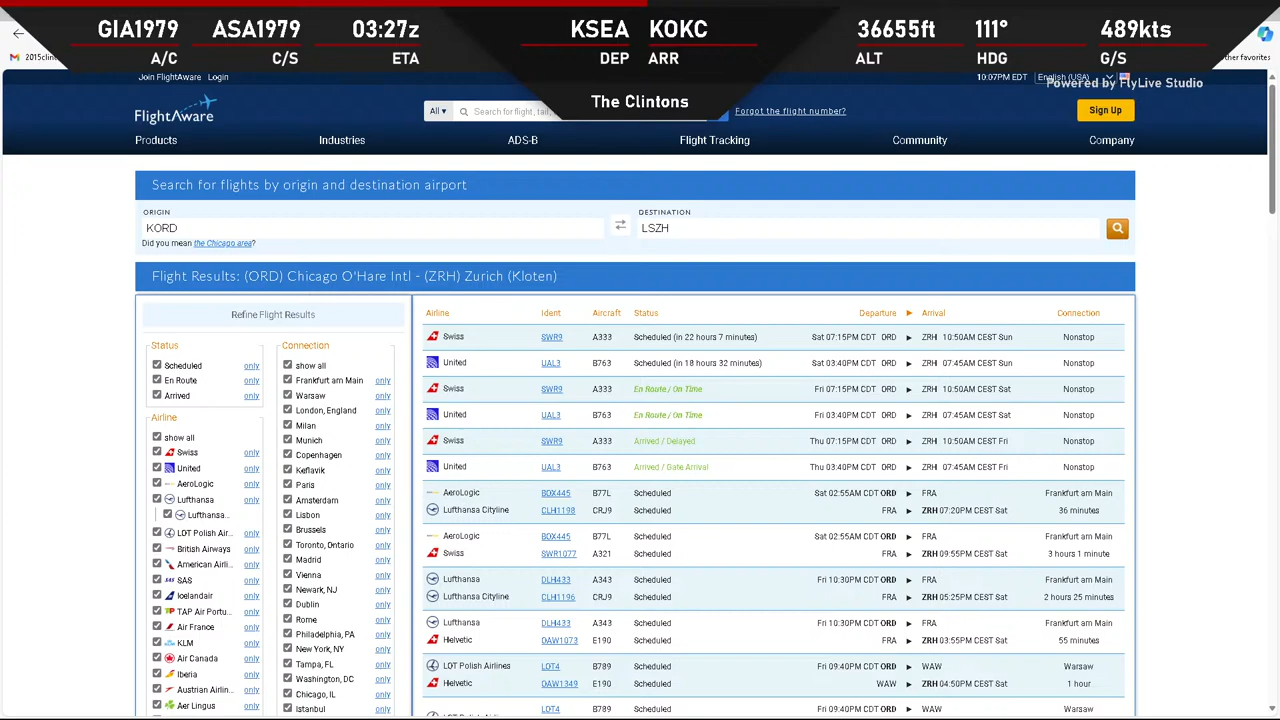 GIA1979 ASA1979 03:27z KSEA KOKC 36655ft 111° 489kts
A/C C/S ETA DEP ARR ALT HDG G/S
The Clintons
Powered by FlyLive Studio
Join FlightAware Login 10:07PM EDT English (USA)
FlightAware All ▾ Search for flight, tail, Forgot the flight number? Sign Up
Products Industries ADS-B Flight Tracking Community Company
Search for flights by origin and destination airport
ORIGIN DESTINATION
KORD LSZH
Did you mean the Chicago area?
Flight Results: (ORD) Chicago O'Hare Intl - (ZRH) Zurich (Kloten)
Refine Flight Results
Status
Scheduled only
En Route only
Arrived only
Airline
show all
Swiss only
United only
AeroLogic only
Lufthansa only
Lufthansa...
LOT Polish Air... only
British Airways only
American Airli... only
SAS only
Icelandair only
TAP Air Portu... only
Air France only
KLM only
Air Canada only
Iberia only
Austrian Airlin... only
Aer Lingus only
Connection
show all
Frankfurt am Main only
Warsaw only
London, England only
Milan only
Munich only
Copenhagen only
Keflavik only
Paris only
Amsterdam only
Lisbon only
Brussels only
Toronto, Ontario only
Madrid only
Vienna only
Newark, NJ only
Dublin only
Rome only
Philadelphia, PA only
New York, NY only
Tampa, FL only
Washington, DC only
Chicago, IL only
Istanbul only
Airline Ident Aircraft Status Departure ▶ Arrival Connection
Swiss SWR9 A333 Scheduled (in 22 hours 7 minutes) Sat 07:15PM CDT ORD ▶ ZRH 10:50AM CEST Sun Nonstop
United UAL3 B763 Scheduled (in 18 hours 32 minutes) Sat 03:40PM CDT ORD ▶ ZRH 07:45AM CEST Sun Nonstop
Swiss SWR9 A333 En Route / On Time Fri 07:15PM CDT ORD ▶ ZRH 10:50AM CEST Sat Nonstop
United UAL3 B763 En Route / On Time Fri 03:40PM CDT ORD ▶ ZRH 07:45AM CEST Sat Nonstop
Swiss SWR9 A333 Arrived / Delayed Thu 07:15PM CDT ORD ▶ ZRH 10:50AM CEST Fri Nonstop
United UAL3 B763 Arrived / Gate Arrival Thu 03:40PM CDT ORD ▶ ZRH 07:45AM CEST Fri Nonstop
AeroLogic BOX445 B77L Scheduled Sat 02:55AM CDT ORD ▶ FRA Frankfurt am Main
Lufthansa Cityline CLH1198 CRJ9 Scheduled FRA ▶ ZRH 07:20PM CEST Sat 36 minutes
AeroLogic BOX445 B77L Scheduled Sat 02:55AM CDT ORD ▶ FRA Frankfurt am Main
Swiss SWR1077 A321 Scheduled FRA ▶ ZRH 09:55PM CEST Sat 3 hours 1 minute
Lufthansa DLH433 A343 Scheduled Fri 10:30PM CDT ORD ▶ FRA Frankfurt am Main
Lufthansa Cityline CLH1196 CRJ9 Scheduled FRA ▶ ZRH 05:25PM CEST Sat 2 hours 25 minutes
Lufthansa DLH433 A343 Scheduled Fri 10:30PM CDT ORD ▶ FRA Frankfurt am Main
Helvetic OAW1073 E190 Scheduled FRA ▶ ZRH 03:55PM CEST Sat 55 minutes
LOT Polish Airlines LOT4 B789 Scheduled Fri 09:40PM CDT ORD ▶ WAW Warsaw
Helvetic OAW1349 E190 Scheduled WAW ▶ ZRH 04:50PM CEST Sat 1 hour
LOT Polish Airlines LOT4 B789 Scheduled Fri 09:40PM CDT ORD ▶ WAW Warsaw